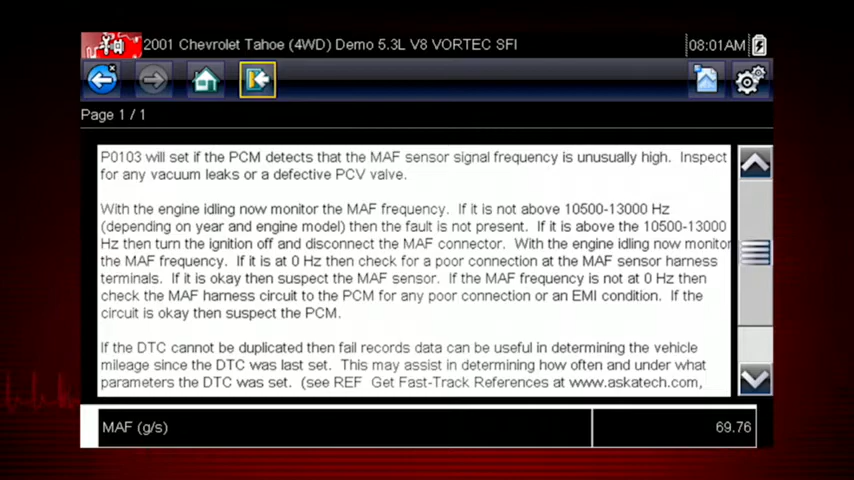 2001 Chevrolet Tahoe (4WD) Demo 5.3L V8 VORTEC SFI
08:01AM
Page 1 / 1
P0103 will set if the PCM detects that the MAF sensor signal frequency is unusually high.  Inspect
for any vacuum leaks or a defective PCV valve.
With the engine idling now monitor the MAF frequency.  If it is not above 10500-13000 Hz
(depending on year and engine model) then the fault is not present.  If it is above the 10500-13000
Hz then turn the ignition off and disconnect the MAF connector.  With the engine idling now monitor
the MAF frequency.  If it is at 0 Hz then check for a poor connection at the MAF sensor harness
terminals.  If it is okay then suspect the MAF sensor.  If the MAF frequency is not at 0 Hz then
check the MAF harness circuit to the PCM for any poor connection or an EMI condition.  If the
circuit is okay then suspect the PCM.
If the DTC cannot be duplicated then fail records data can be useful in determining the vehicle
mileage since the DTC was last set.  This may assist in determining how often and under what
parameters the DTC was set.  (see REF  Get Fast-Track References at www.askatech.com,
MAF (g/s)
69.76